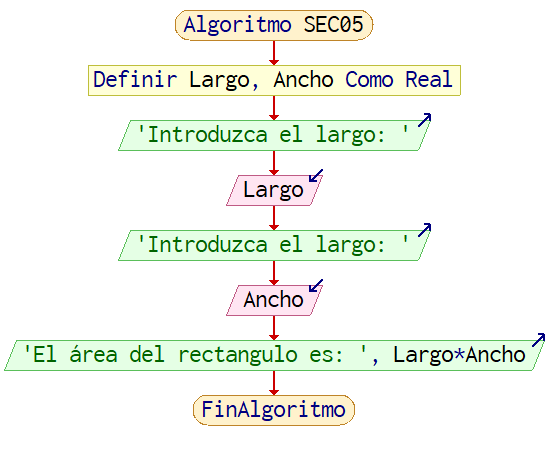 Algoritmo SEC05
Definir Largo, Ancho Como Real
'Introduzca el largo: '
Largo
'Introduzca el largo: '
Ancho
'El área del rectangulo es: ', Largo*Ancho
FinAlgoritmo